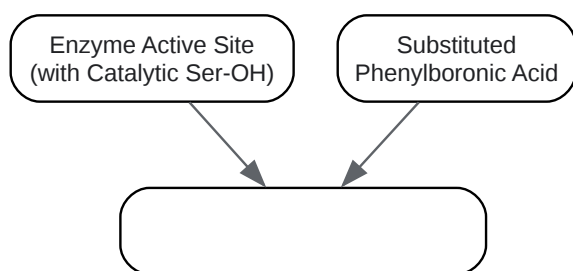 Enzyme Active Site
(with Catalytic Ser-OH)
Substituted
Phenylboronic Acid